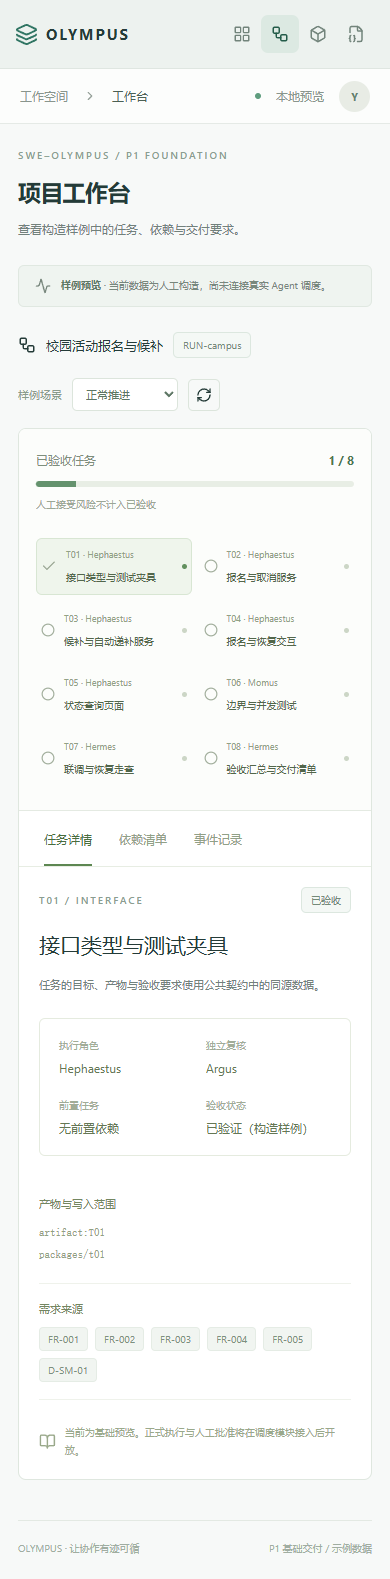 OLYMPUS
工作空间 > 工作台
本地预览 Y
SWE–OLYMPUS / P1 FOUNDATION
项目工作台
查看构造样例中的任务、依赖与交付要求。
样例预览 · 当前数据为人工构造，尚未连接真实 Agent 调度。
校园活动报名与候补 RUN-campus
样例场景 正常推进
已验收任务 1 / 8
人工接受风险不计入已验收
T01 · Hephaestus
接口类型与测试夹具
T02 · Hephaestus
报名与取消服务
T03 · Hephaestus
候补与自动递补服务
T04 · Hephaestus
报名与恢复交互
T05 · Hephaestus
状态查询页面
T06 · Momus
边界与并发测试
T07 · Hermes
联调与恢复走查
T08 · Hermes
验收汇总与交付清单
任务详情 依赖清单 事件记录
T01 / INTERFACE 已验收
接口类型与测试夹具
任务的目标、产物与验收要求使用公共契约中的同源数据。
执行角色
Hephaestus
独立复核
Argus
前置任务
无前置依赖
验收状态
已验证（构造样例）
产物与写入范围
artifact:T01
packages/t01
需求来源
FR-001 FR-002 FR-003 FR-004 FR-005
D-SM-01
当前为基础预览。正式执行与人工批准将在调度模块接入后开
放。
OLYMPUS · 让协作有迹可循 P1 基础交付 / 示例数据